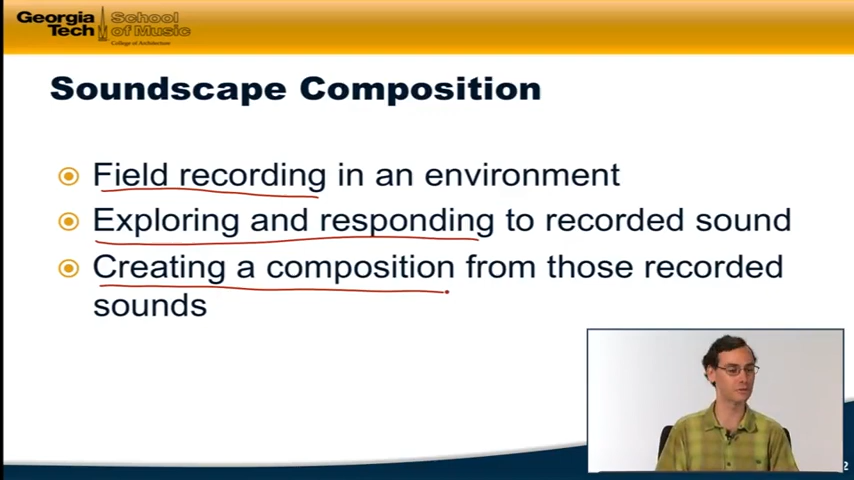 Georgia Tech
School of Music
College of Architecture
Soundscape Composition
Field recording in an environment
Exploring and responding to recorded sound
Creating a composition from those recorded
sounds
2